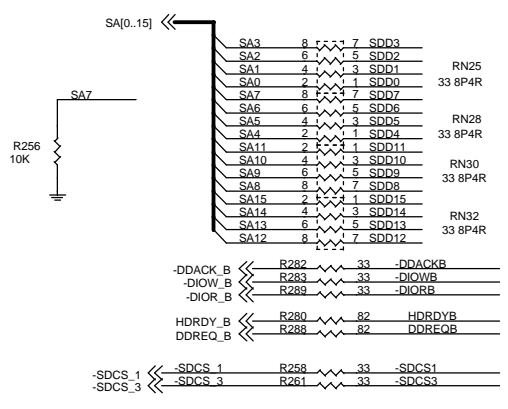 SA[0..15]
SA3 8 7 SDD3
SA2 6 5 SDD2
SA1 4 3 SDD1
SA0 2 1 SDD0
RN25
33 8P4R
SA7 8 7 SDD7
SA6 6 5 SDD6
SA5 4 3 SDD5
SA4 2 1 SDD4
RN28
33 8P4R
SA11 2 1 SDD11
SA10 4 3 SDD10
SA9 6 5 SDD9
SA8 8 7 SDD8
RN30
33 8P4R
SA15 2 1 SDD15
SA14 4 3 SDD14
SA13 6 5 SDD13
SA12 8 7 SDD12
RN32
33 8P4R
SA7
R256
10K
-DDACK_B R282 33 -DDACKB
-DIOW_B R283 33 -DIOWB
-DIOR_B R289 33 -DIORB
HDRDY_B R280 82 HDRDYB
DDREQ_B R288 82 DDREQB
-SDCS_1 -SDCS_1 R258 33 -SDCS1
-SDCS_3 -SDCS_3 R261 33 -SDCS3